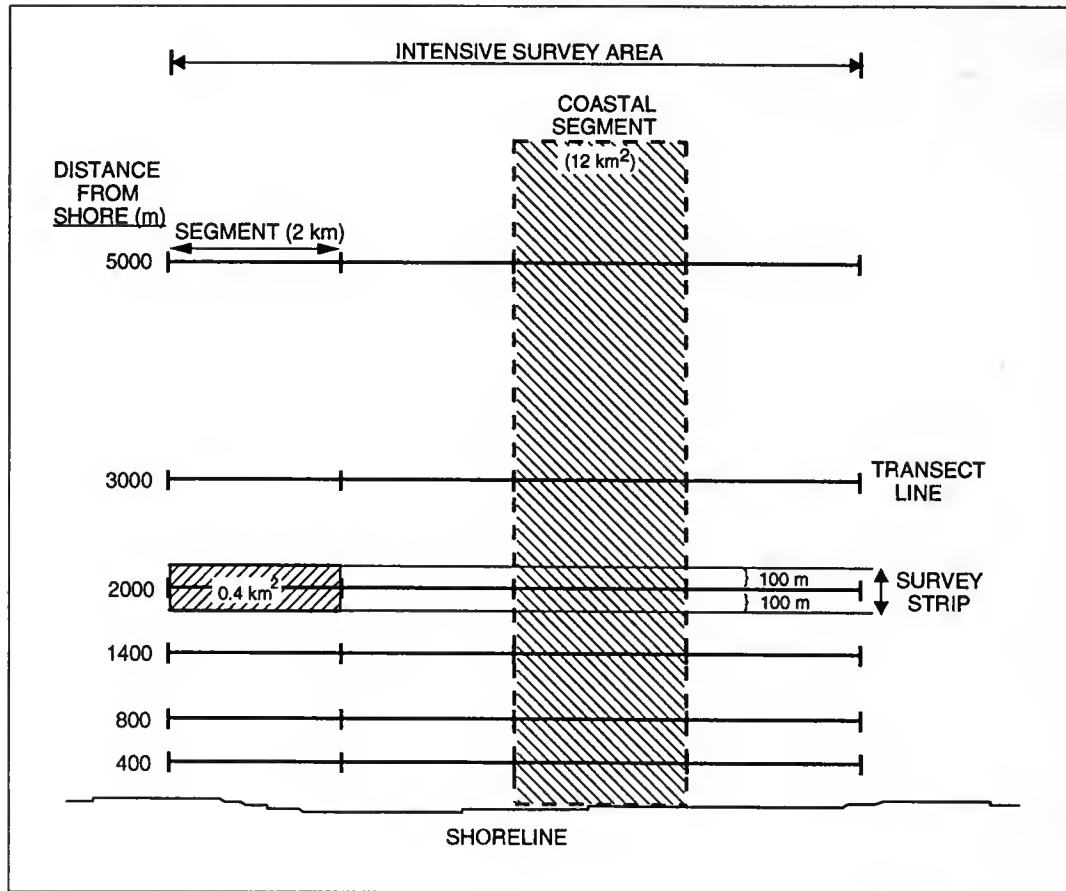 INTENSIVE SURVEY AREA
COASTAL
SEGMENT
(12 km²)
DISTANCE
FROM
SHORE (m)
SEGMENT (2 km)
5000
3000
TRANSECT
LINE
2000
0.4 km²
100 m
100 m
SURVEY
STRIP
1400
800
400
SHORELINE